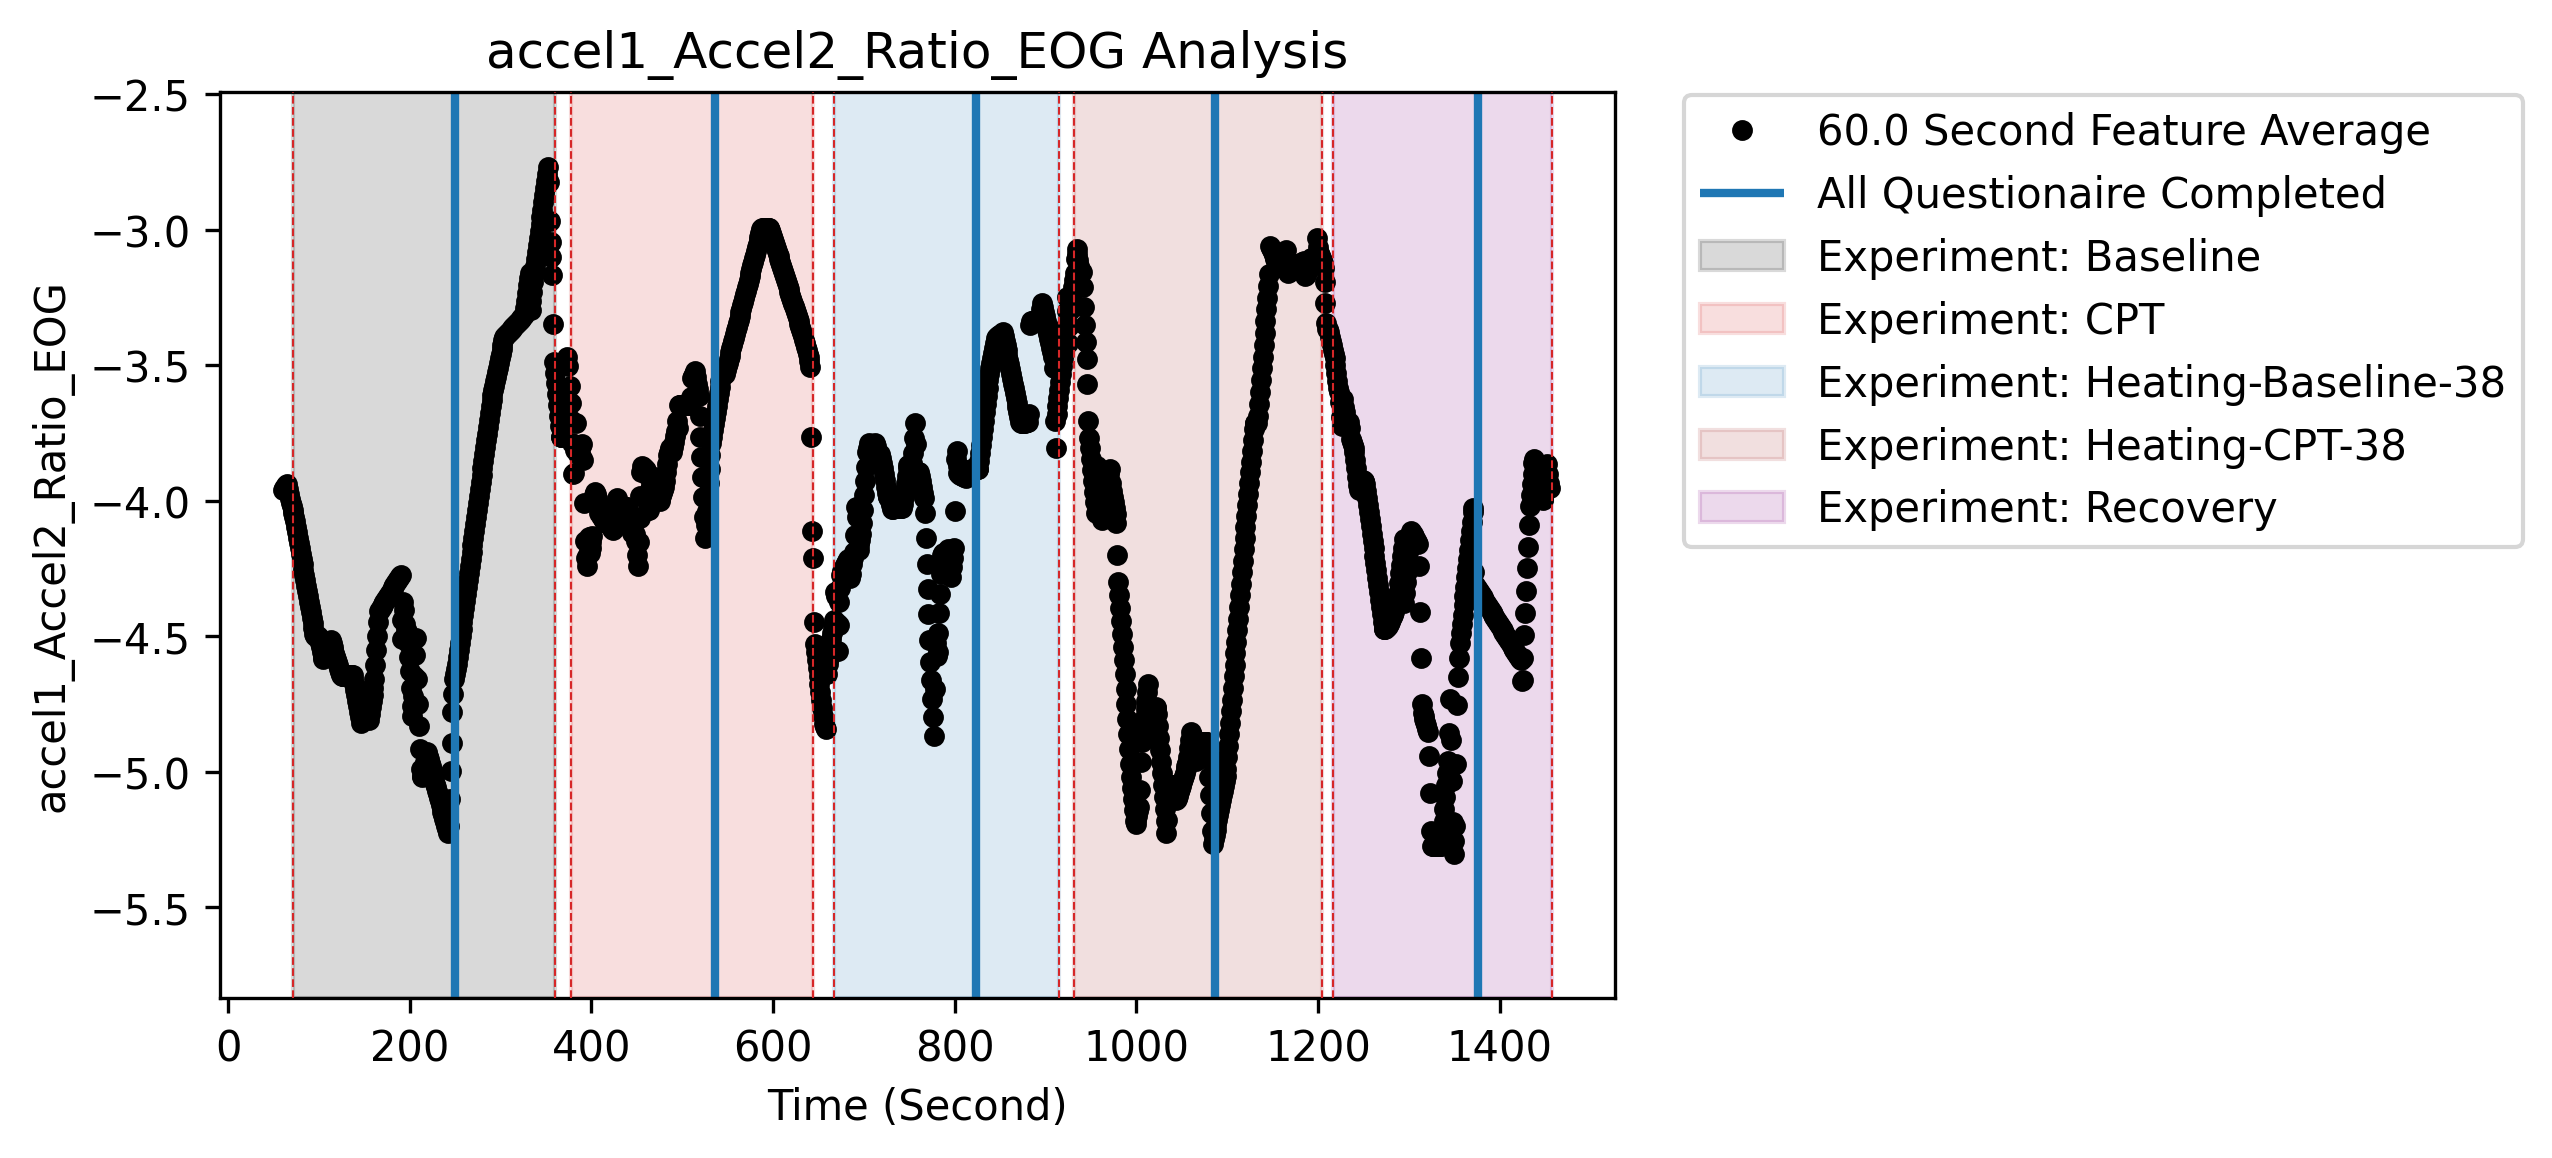 accel1_Accel2_Ratio_EOG Analysis
accel1_Accel2_Ratio_EOG
−2.5
−3.0
−3.5
−4.0
−4.5
−5.0
−5.5
0 200 400 600 800 1000 1200 1400
Time (Second)
60.0 Second Feature Average
All Questionaire Completed
Experiment: Baseline
Experiment: CPT
Experiment: Heating-Baseline-38
Experiment: Heating-CPT-38
Experiment: Recovery